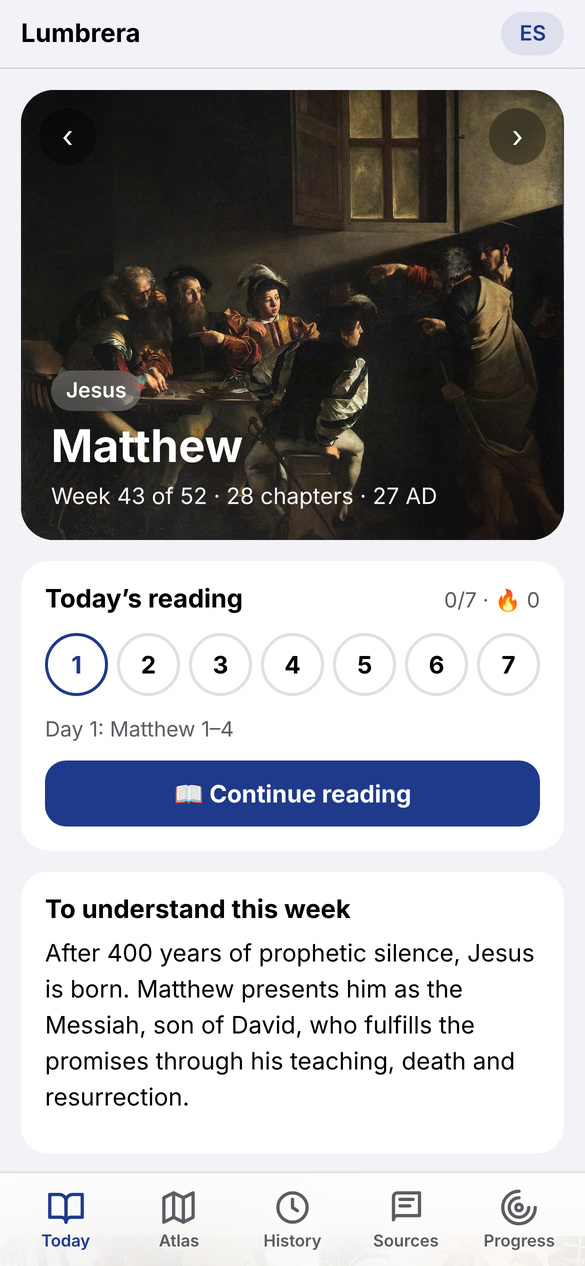 Lumbrera
ES
‹
›
Jesus
Matthew
Week 43 of 52 · 28 chapters · 27 AD
Today’s reading
0/7 · 🔥 0
1 2 3 4 5 6 7
Day 1: Matthew 1–4
📖 Continue reading
To understand this week
After 400 years of prophetic silence, Jesus
is born. Matthew presents him as the
Messiah, son of David, who fulfills the
promises through his teaching, death and
resurrection.
Today
Atlas
History
Sources
Progress